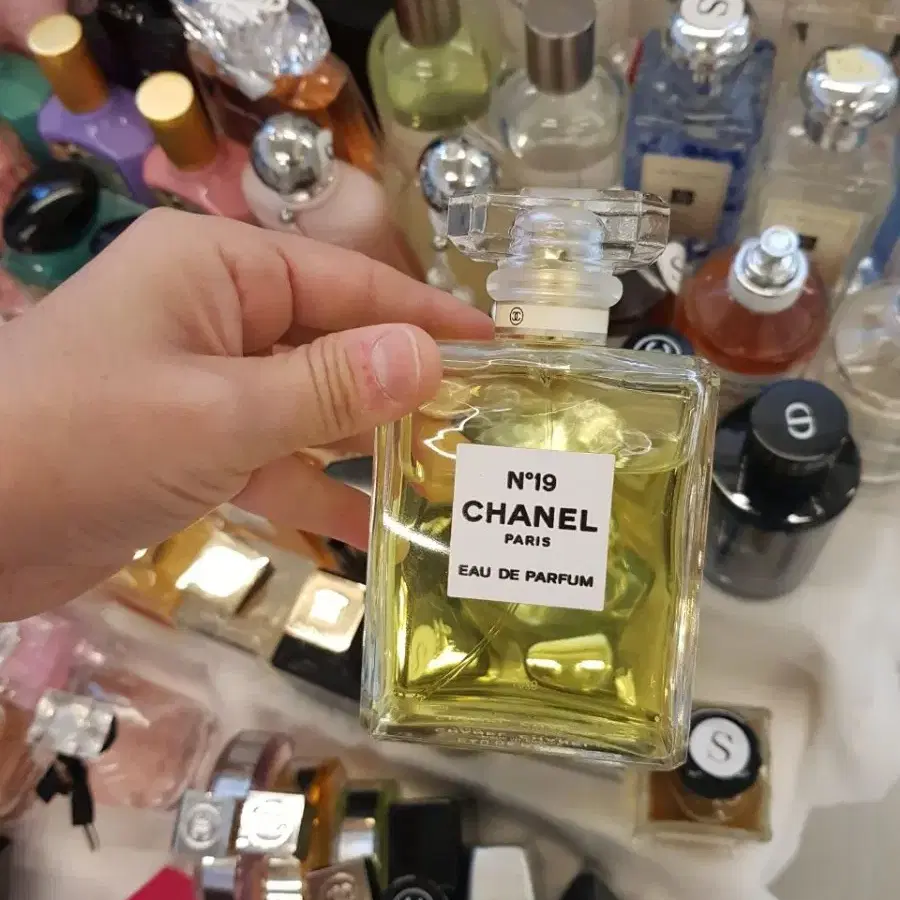 S
N°19
CHANEL
PARIS
EAU DE PARFUM
S